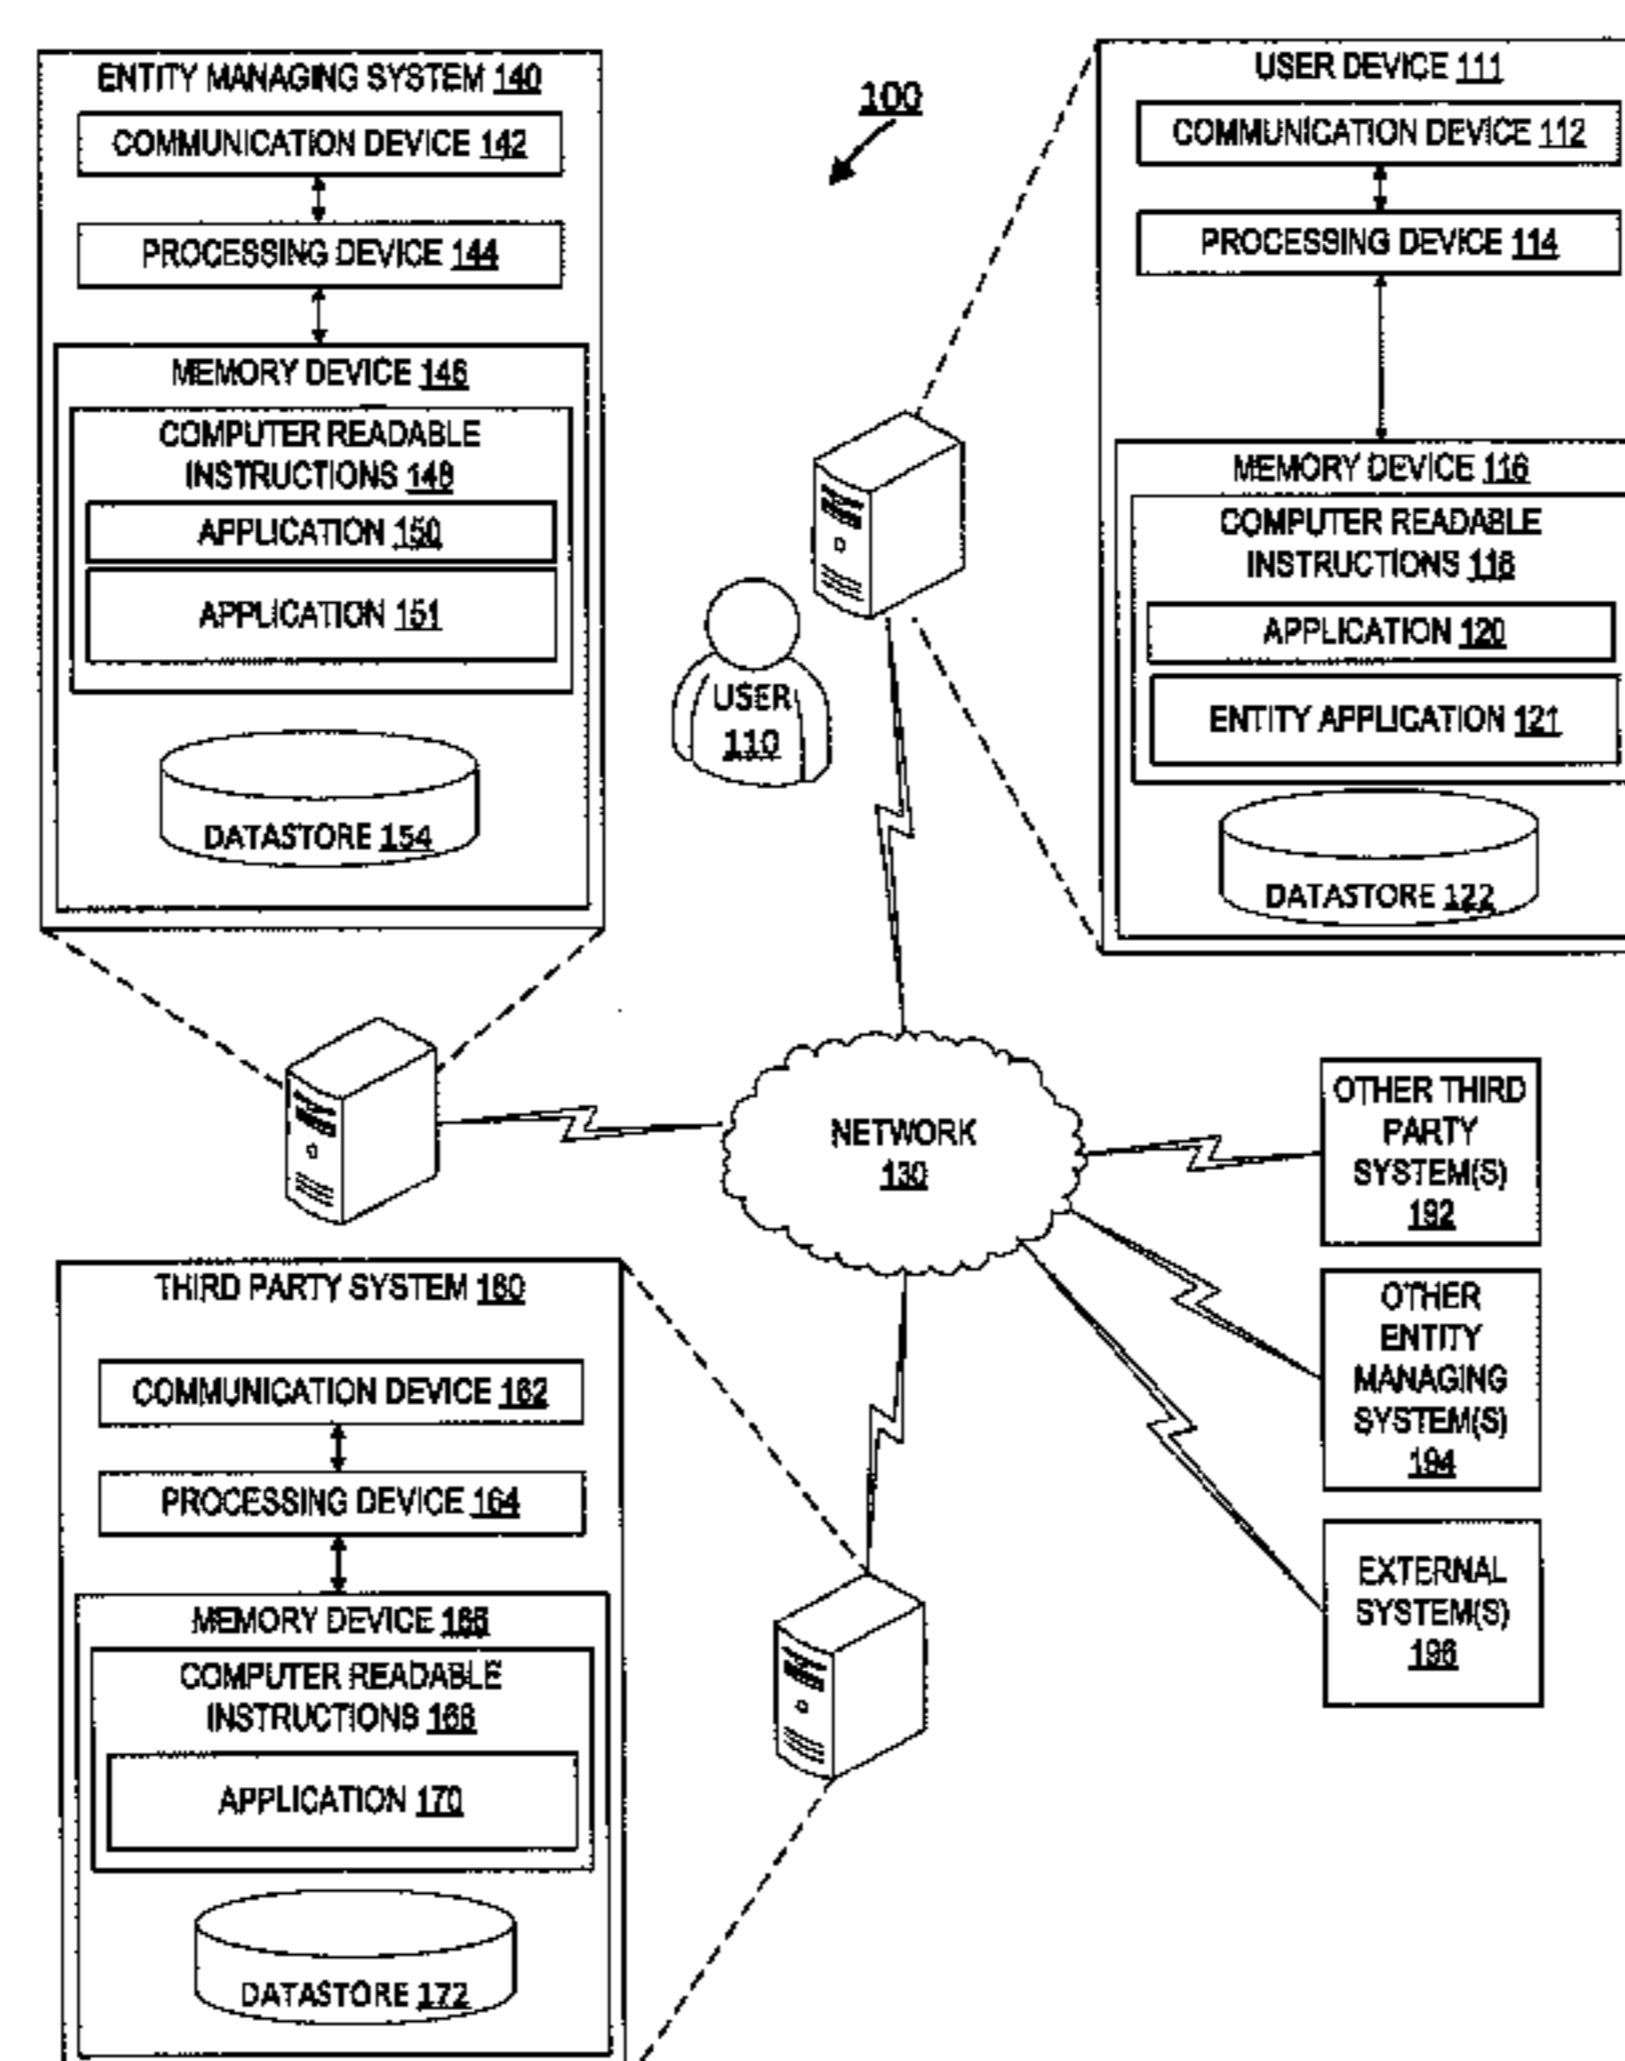 ENTITY MANAGING SYSTEM 140
COMMUNICATION DEVICE 142
PROCESSING DEVICE 144
MEMORY DEVICE 146
COMPUTER READABLE
INSTRUCTIONS 148
APPLICATION 150
APPLICATION 151
DATASTORE 154
100
USER DEVICE 111
COMMUNICATION DEVICE 112
PROCESSING DEVICE 114
MEMORY DEVICE 116
COMPUTER READABLE
INSTRUCTIONS 118
APPLICATION 120
ENTITY APPLICATION 121
DATASTORE 122
USER
110
NETWORK
130
OTHER THIRD
PARTY
SYSTEM(S)
192
OTHER
ENTITY
MANAGING
SYSTEM(S)
194
EXTERNAL
SYSTEM(S)
196
THIRD PARTY SYSTEM 160
COMMUNICATION DEVICE 162
PROCESSING DEVICE 164
MEMORY DEVICE 166
COMPUTER READABLE
INSTRUCTIONS 168
APPLICATION 170
DATASTORE 172